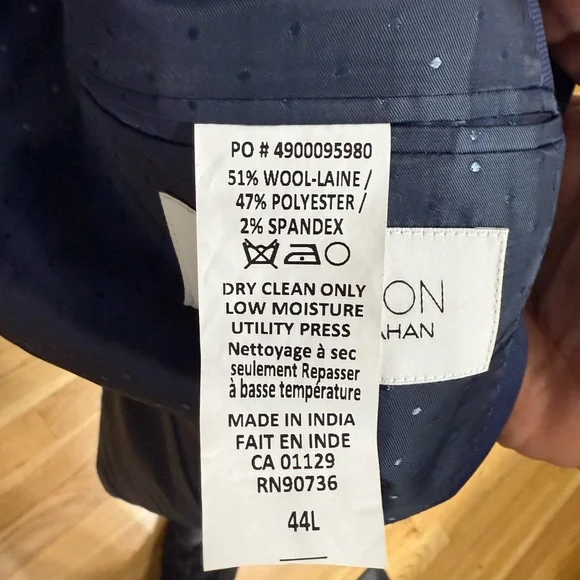 PO # 4900095980
51% WOOL-LAINE /
47% POLYESTER /
2% SPANDEX
DRY CLEAN ONLY
LOW MOISTURE
UTILITY PRESS
Nettoyage à sec
seulement Repasser
à basse température
MADE IN INDIA
FAIT EN INDE
CA 01129
RN90736
44L
ON
AHAN